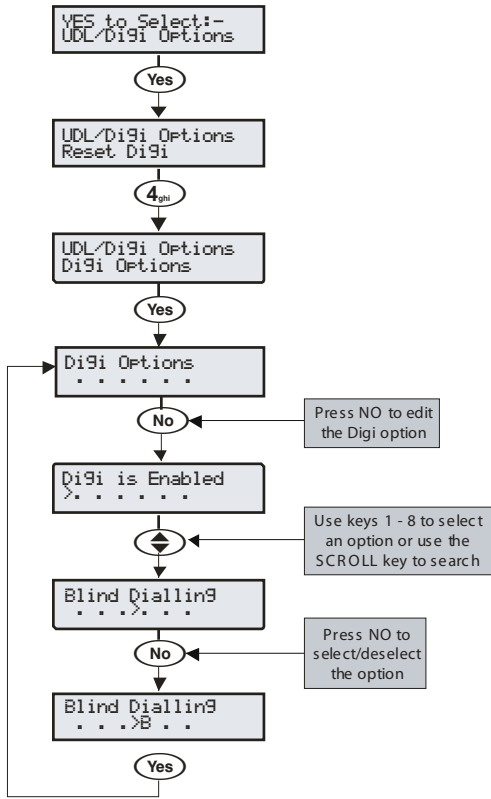 YES to Select:-
UDL/Digi Options
Yes
UDL/Digi Options
Reset Digi
4ghi
UDL/Digi Options
Digi Options
Yes
Digi Options
. . . . . .
No
Press NO to edit
the Digi option
Digi is Enabled
>. . . . . .
Use keys 1 - 8 to select
an option or use the
SCROLL key to search
Blind Dialling
. . .>. . .
No
Press NO to
select/deselect
the option
Blind Dialling
. . .>B . .
Yes